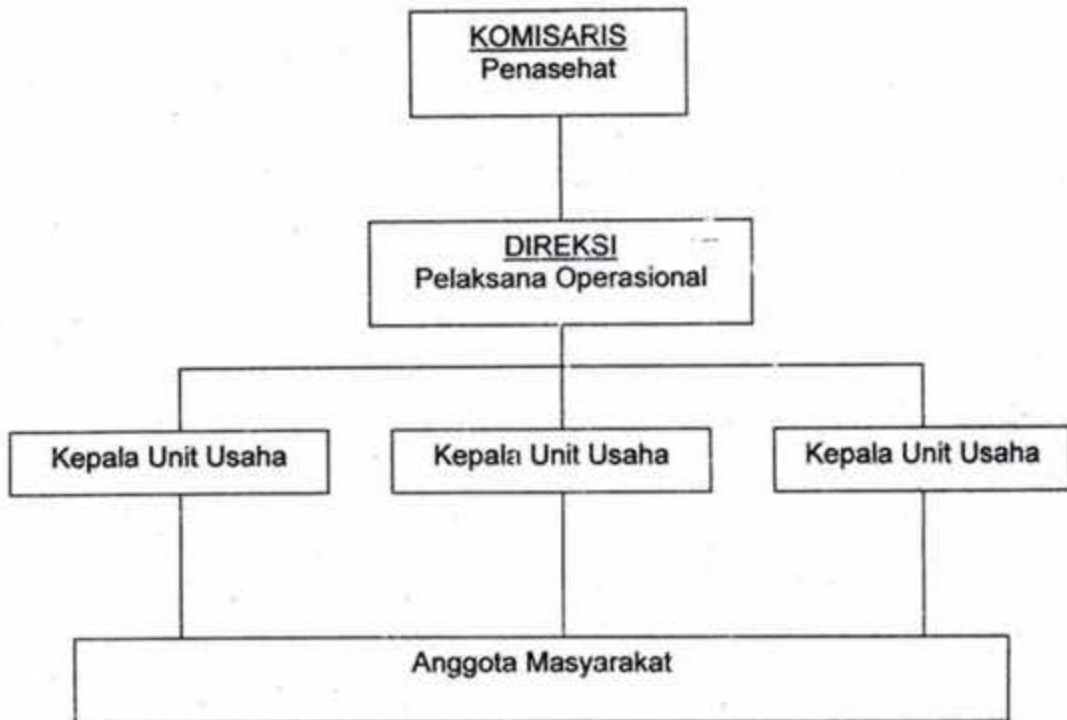 KOMISARIS
Penasehat
DIREKSI
Pelaksana Operasional
Kepala Unit Usaha
Kepala Unit Usaha
Kepala Unit Usaha
Anggota Masyarakat